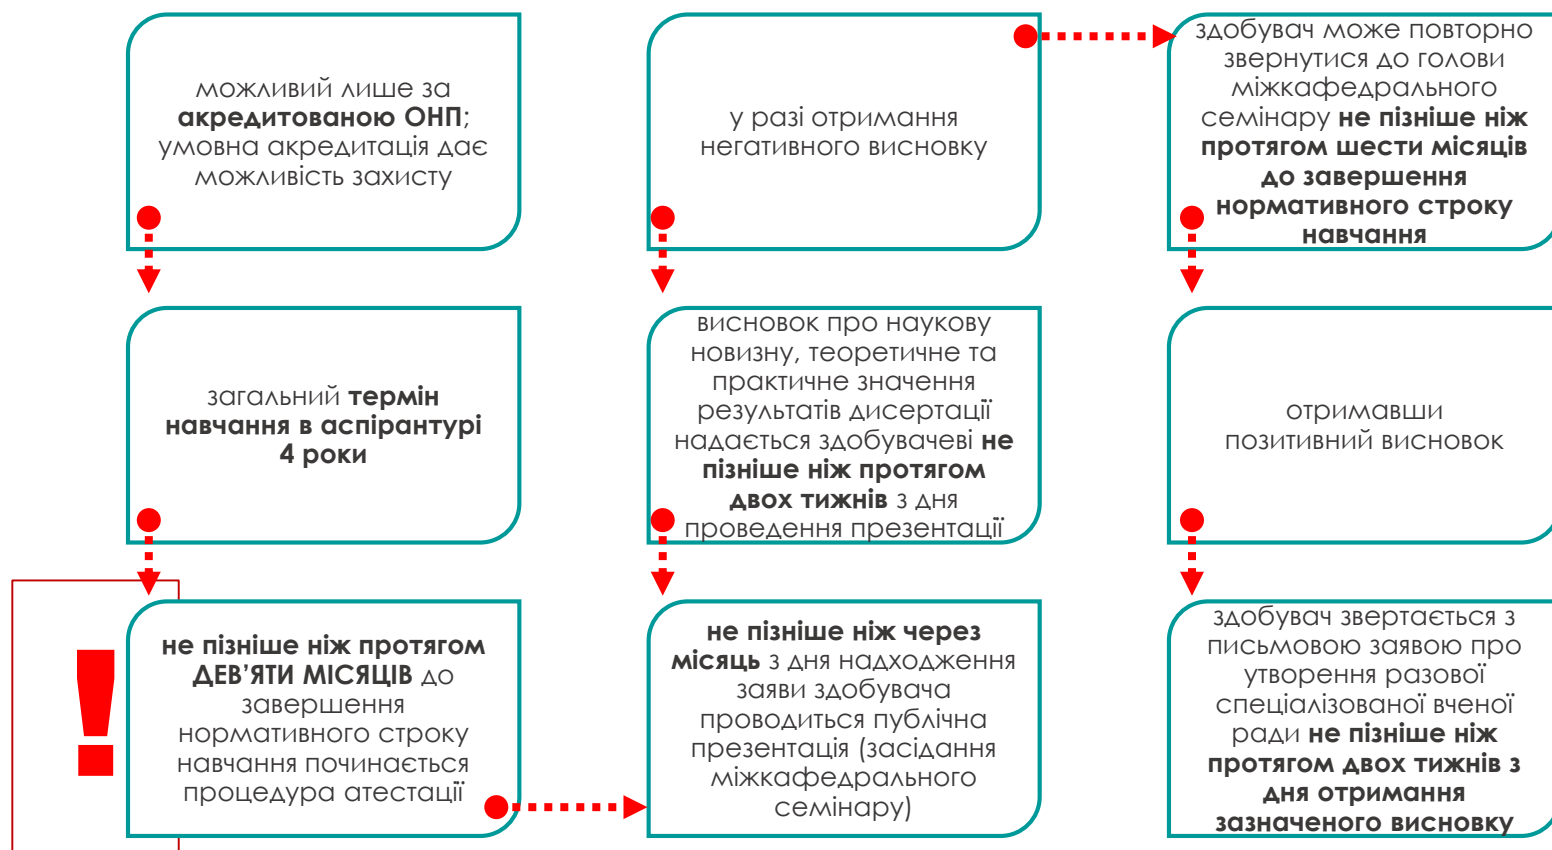 можливий лише за
акредитованою ОНП;
умовна акредитація дає
можливість захисту
загальний термін
навчання в аспірантурі
4 роки
!
не пізніше ніж протягом
ДЕВ’ЯТИ МІСЯЦІВ до
завершення
нормативного строку
навчання починається
процедура атестації
у разі отримання
негативного висновку
висновок про наукову
новизну, теоретичне та
практичне значення
результатів дисертації
надається здобувачеві не
пізніше ніж протягом
двох тижнів з дня
проведення презентації
не пізніше ніж через
місяць з дня надходження
заяви здобувача
проводиться публічна
презентація (засідання
міжкафедрального
семінару)
здобувач може повторно
звернутися до голови
міжкафедрального
семінару не пізніше ніж
протягом шести місяців
до завершення
нормативного строку
навчання
отримавши
позитивний висновок
здобувач звертається з
письмовою заявою про
утворення разової
спеціалізованої вченої
ради не пізніше ніж
протягом двох тижнів з
дня отримання
зазначеного висновку